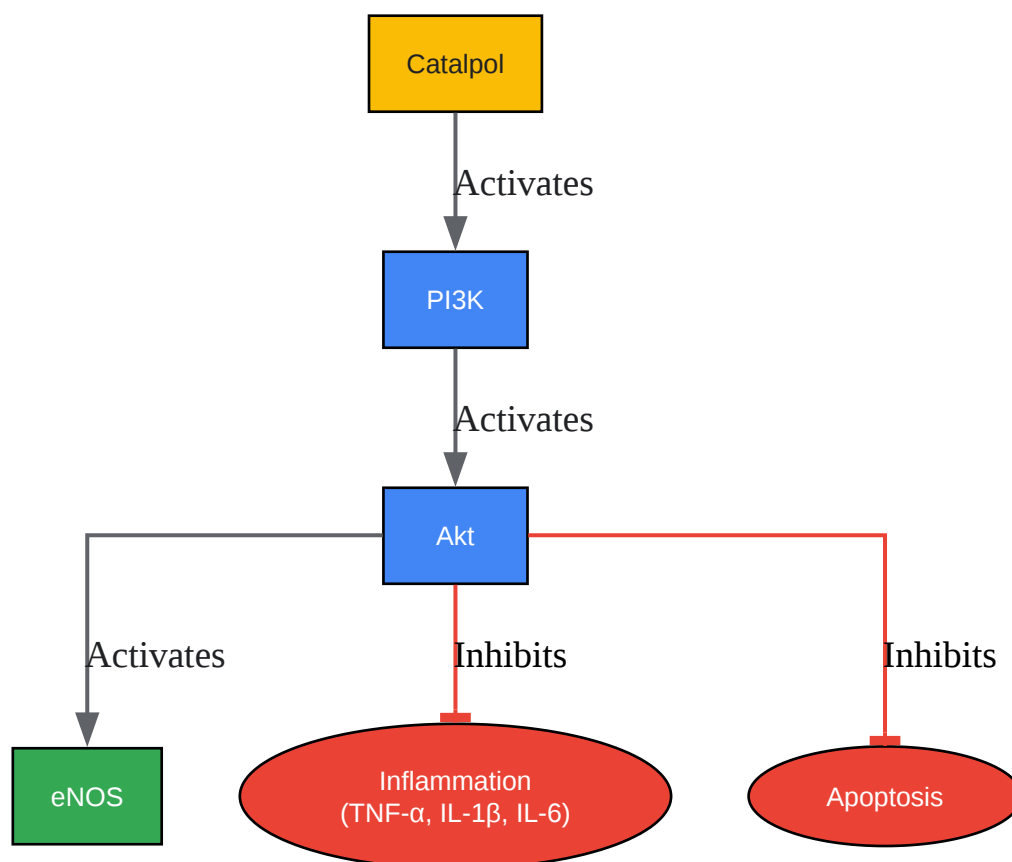 Catalpol
Activates
PI3K
Activates
Akt
Activates
Inhibits
Inhibits
eNOS
Inflammation
(TNF-α, IL-1β, IL-6)
Apoptosis